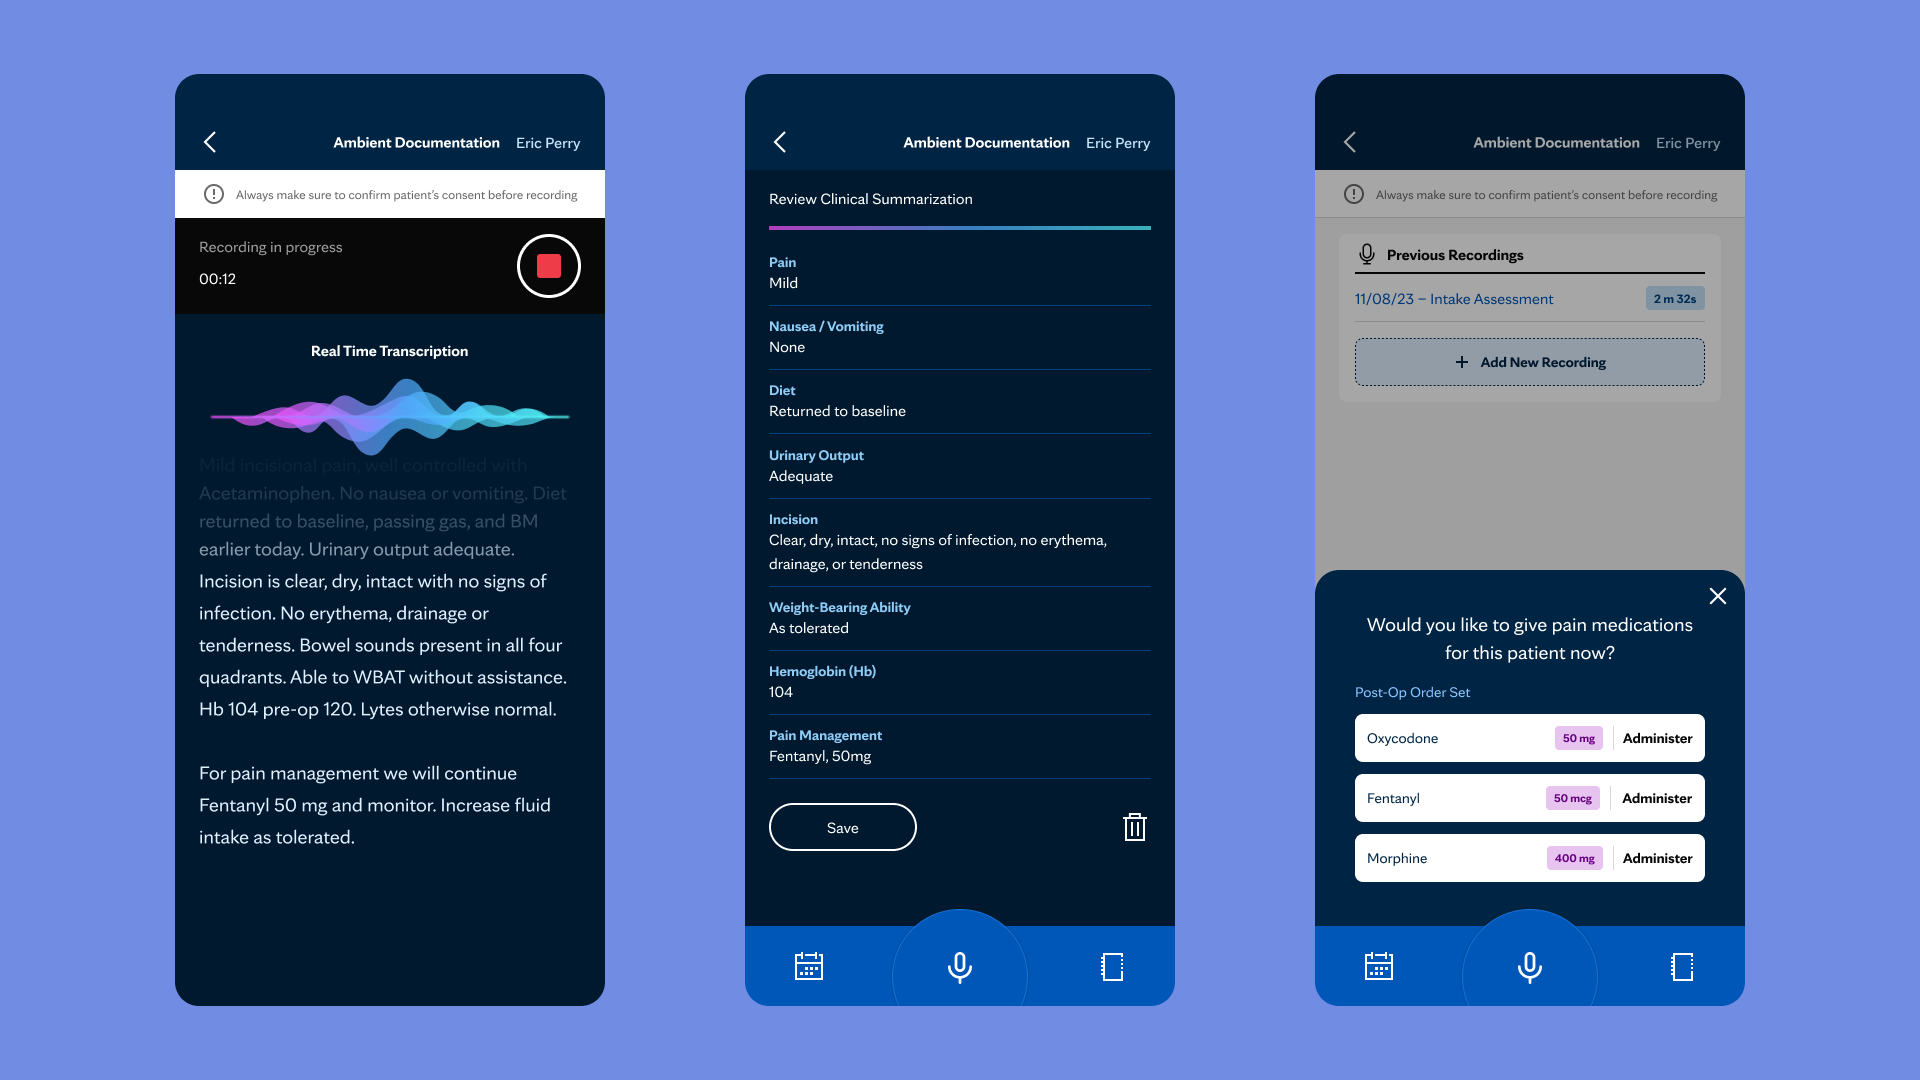 Ambient Documentation Eric Perry
Always make sure to confirm patient's consent before recording
Recording in progress
00:12
Real Time Transcription
Mild incisional pain, well controlled with
Acetaminophen. No nausea or vomiting. Diet
returned to baseline, passing gas, and BM
earlier today. Urinary output adequate.
Incision is clear, dry, intact with no signs of
infection. No erythema, drainage or
tenderness. Bowel sounds present in all four
quadrants. Able to WBAT without assistance.
Hb 104 pre-op 120. Lytes otherwise normal.
For pain management we will continue
Fentanyl 50 mg and monitor. Increase fluid
intake as tolerated.
Ambient Documentation Eric Perry
Review Clinical Summarization
Pain
Mild
Nausea / Vomiting
None
Diet
Returned to baseline
Urinary Output
Adequate
Incision
Clear, dry, intact, no signs of infection, no erythema,
drainage, or tenderness
Weight-Bearing Ability
As tolerated
Hemoglobin (Hb)
104
Pain Management
Fentanyl, 50mg
Save
Ambient Documentation Eric Perry
Always make sure to confirm patient's consent before recording
Previous Recordings
11/08/23 – Intake Assessment 2 m 32s
+ Add New Recording
Would you like to give pain medications
for this patient now?
Post-Op Order Set
Oxycodone 50 mg Administer
Fentanyl 50 mcg Administer
Morphine 400 mg Administer